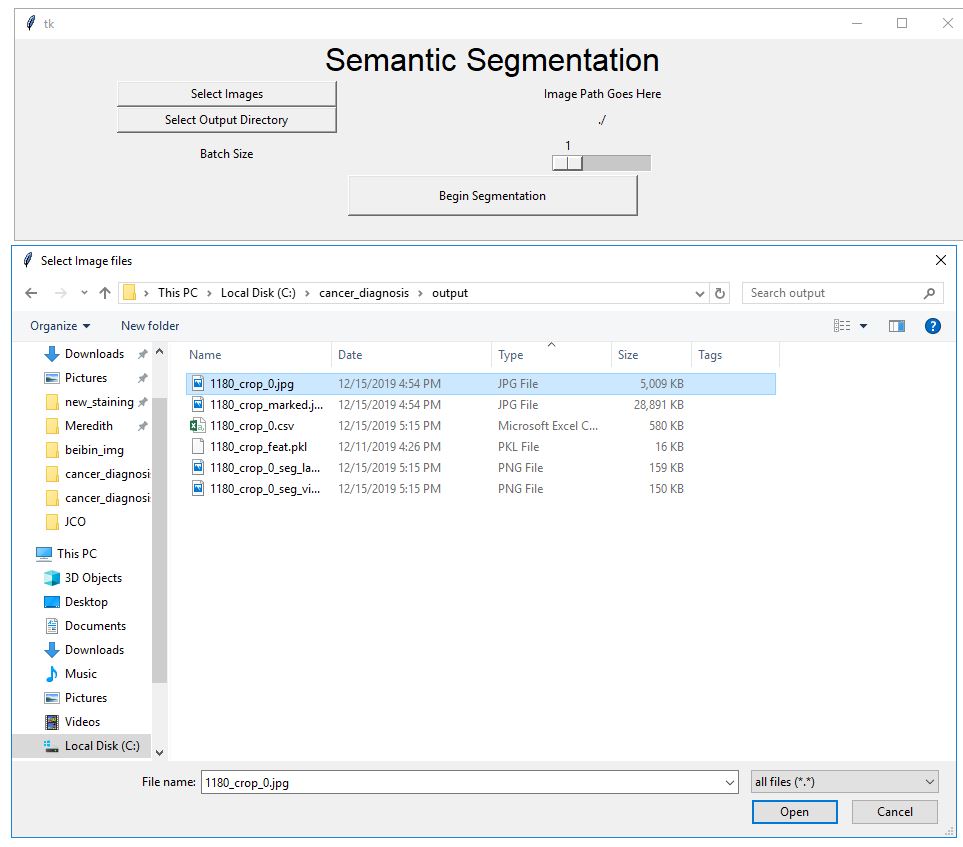 tk
Semantic Segmentation
Select Images Image Path Goes Here
Select Output Directory ./
1
Batch Size
Begin Segmentation
Select Image files
This PC > Local Disk (C:) > cancer_diagnosis > output Search output
Organize New folder
Name Date Type Size Tags
Downloads
Pictures
new_staining
Meredith
beibin_img
cancer_diagnosi
cancer_diagnosi
JCO
This PC
3D Objects
Desktop
Documents
Downloads
Music
Pictures
Videos
Local Disk (C:)
1180_crop_0.jpg 12/15/2019 4:54 PM JPG File 5,009 KB
1180_crop_marked.j... 12/15/2019 4:54 PM JPG File 28,891 KB
1180_crop_0.csv 12/15/2019 5:15 PM Microsoft Excel C... 580 KB
1180_crop_feat.pkl 12/11/2019 4:26 PM PKL File 16 KB
1180_crop_0_seg_la... 12/15/2019 5:15 PM PNG File 159 KB
1180_crop_0_seg_vi... 12/15/2019 5:15 PM PNG File 150 KB
File name: 1180_crop_0.jpg all files (*.*)
Open Cancel